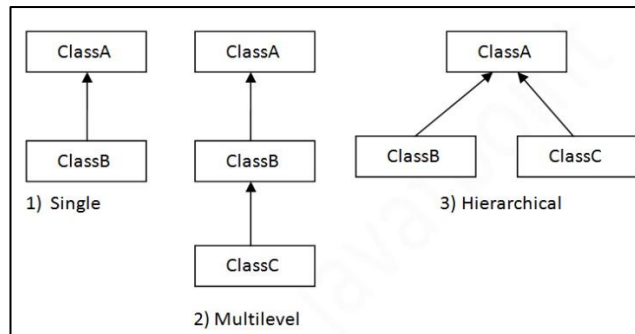 ClassA
ClassB
1) Single
ClassA
ClassB
ClassC
2) Multilevel
ClassA
ClassB
ClassC
3) Hierarchical